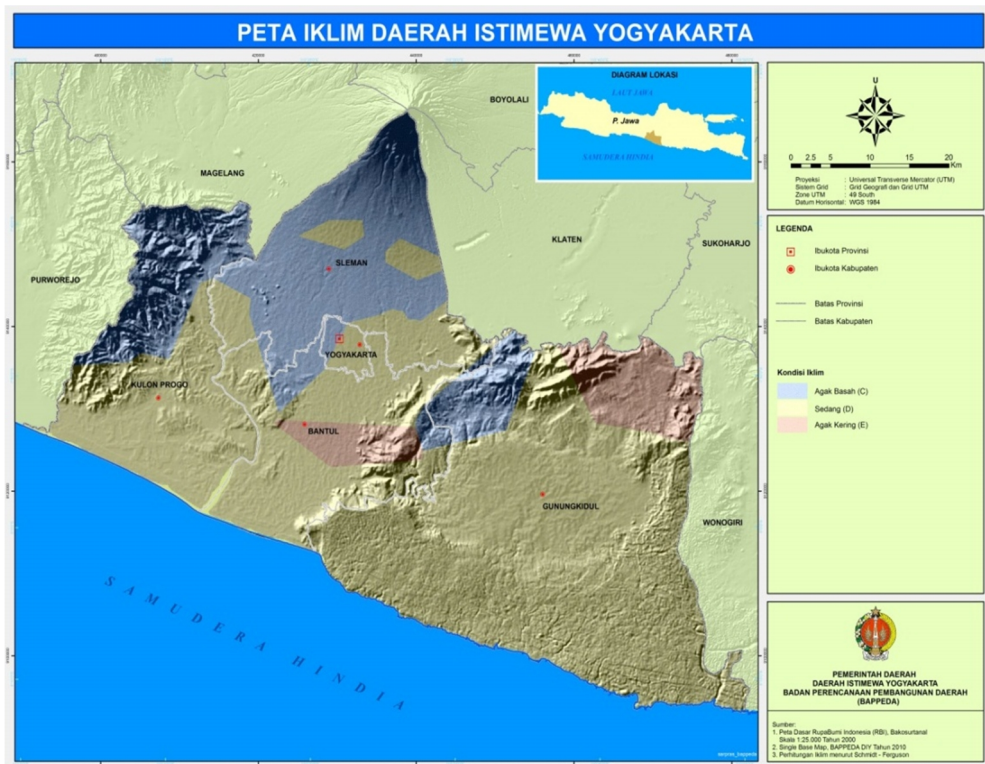 PETA IKLIM DAERAH ISTIMEWA YOGYAKARTA
DIAGRAM LOKASI
LAUT JAWA
P. Jawa
SAMUDERA HINDIA
BOYOLALI
MAGELANG
KLATEN
SUKOHARJO
PURWOREJO
SLEMAN
YOGYAKARTA
KULON PROGO
BANTUL
GUNUNGKIDUL
WONOGIRI
SAMUDERA HINDIA
U
0 2.5 5 10 15 20
Km
Proyeksi : Universal Transverse Mercator (UTM)
Sistem Grid : Grid Geografi dan Grid UTM
Zone UTM : 49 South
Datum Horisontal: WGS 1984
LEGENDA
Ibukota Provinsi
Ibukota Kabupaten
Batas Provinsi
Batas Kabupaten
Kondisi Iklim
Agak Basah (C)
Sedang (D)
Agak Kering (E)
PEMERINTAH DAERAH
DAERAH ISTIMEWA YOGYAKARTA
BADAN PERENCANAAN PEMBANGUNAN DAERAH
(BAPPEDA)
Sumber:
1. Peta Dasar RupaBumi Indonesia (RBI), Bakosurtanal
Skala 1:25.000 Tahun 2000
2. Single Base Map, BAPPEDA DIY Tahun 2010
3. Perhitungan Iklim menurut Schmidt - Ferguson